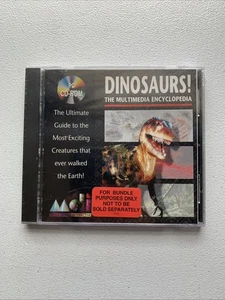 CD-ROM
DINOSAURS!
THE MULTIMEDIA ENCYCLOPEDIA
The Ultimate
Guide to the
Most Exciting
Creatures that
ever walked
the Earth!
FOR BUNDLE
PURPOSES ONLY
NOT TO BE
SOLD SEPARATELY